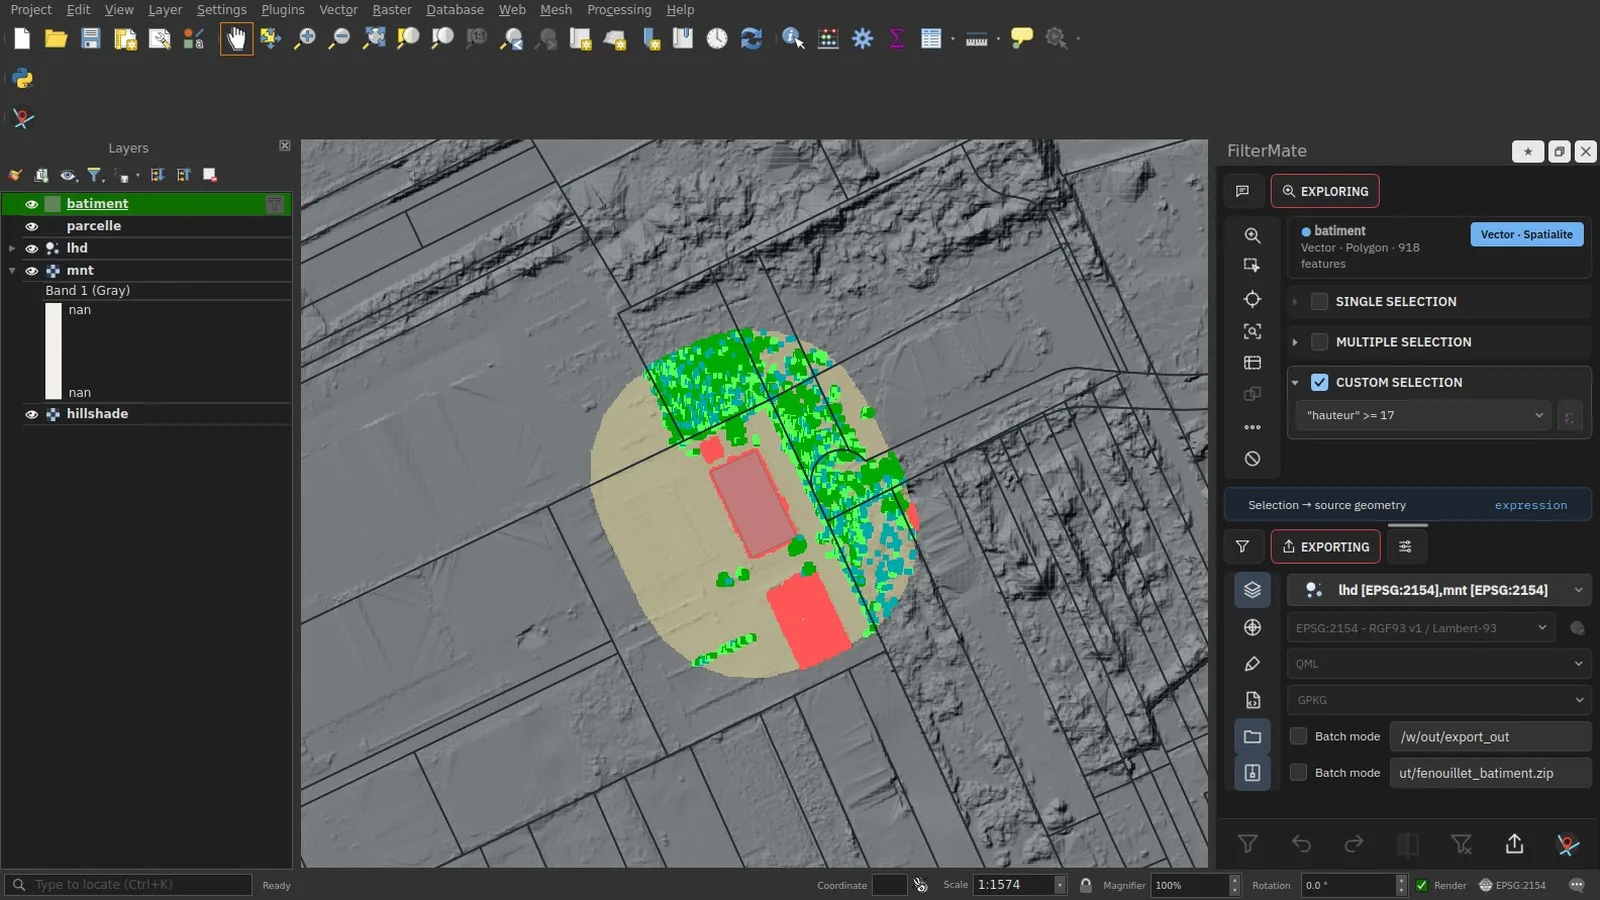 Project Edit View Layer Settings Plugins Vector Raster Database Web Mesh Processing Help
Layers
batiment
parcelle
lhd
mnt
Band 1 (Gray)
nan
nan
hillshade
FilterMate
EXPLORING
batiment
Vector · Polygon · 918
features
Vector · Spatialite
SINGLE SELECTION
MULTIPLE SELECTION
CUSTOM SELECTION
"hauteur" >= 17
Selection → source geometry expression
EXPORTING
lhd [EPSG:2154],mnt [EPSG:2154]
EPSG:2154 - RGF93 v1 / Lambert-93
QML
GPKG
Batch mode /w/out/export_out
Batch mode ut/fenouillet_batiment.zip
Type to locate (Ctrl+K) Ready Coordinate Scale 1:1574 Magnifier 100% Rotation 0.0 ° Render EPSG:2154